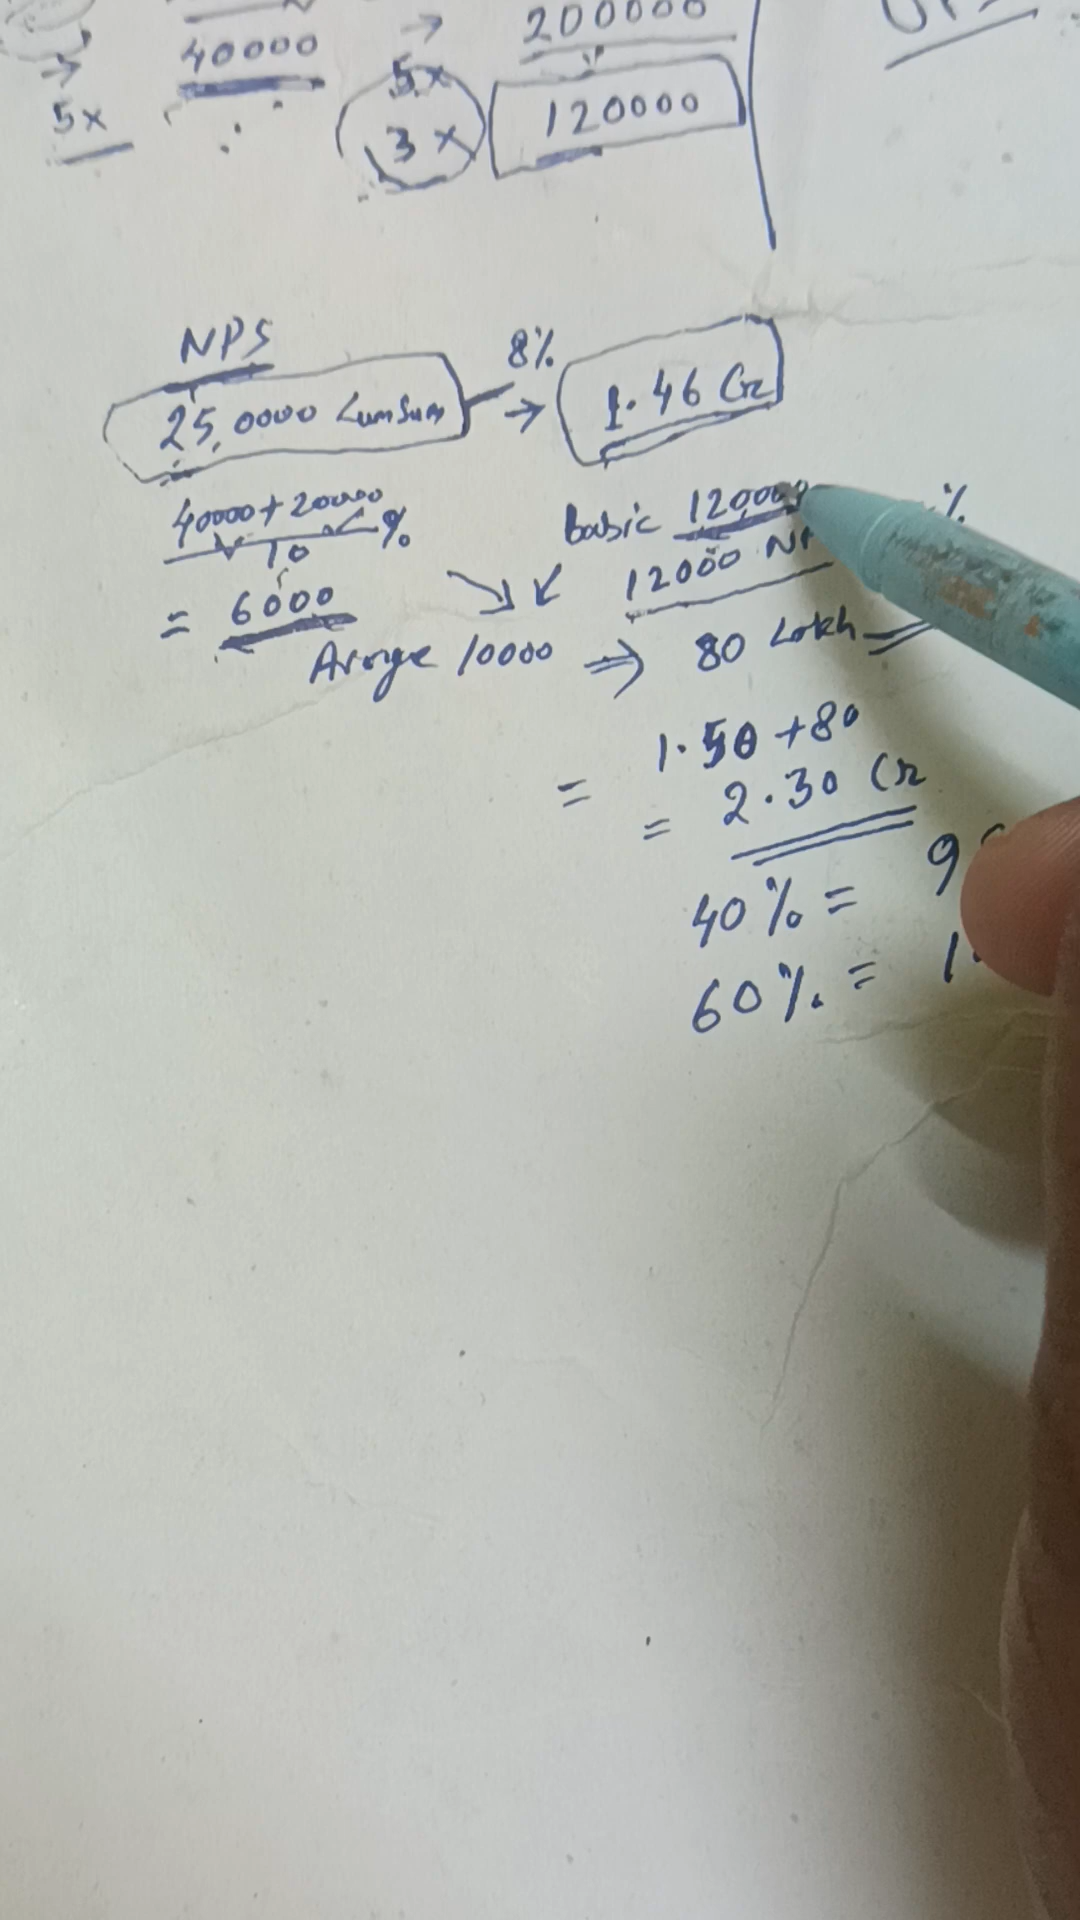 200000
40000 → 5x
→ 3x 120000
5x
NPS
25,0000 LumSum 8% → 1.46 Cr
40000+20000 %
10
= 6000
basic 120000 %
12000
Avrage 10000 ⇒ 80 Lakh
= 1.50 +80
= 2.30 Cr
40% =
60% =